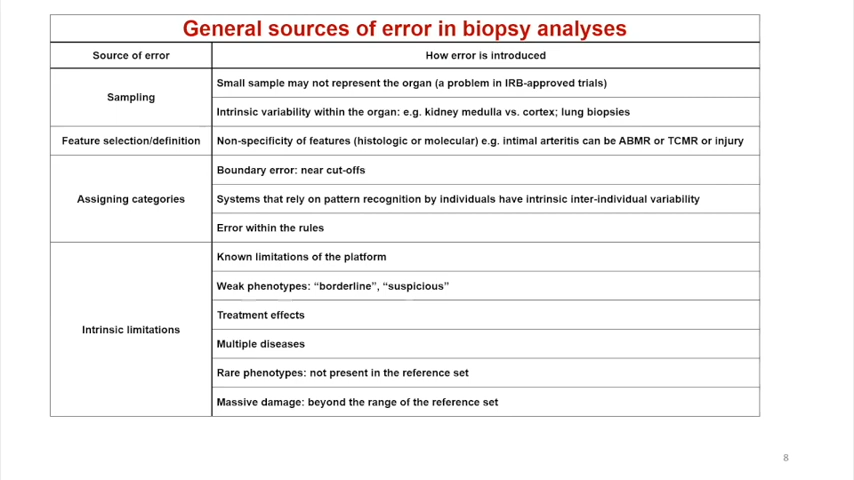 General sources of error in biopsy analyses
Source of error
How error is introduced
Sampling
Small sample may not represent the organ (a problem in IRB-approved trials)
Intrinsic variability within the organ: e.g. kidney medulla vs. cortex; lung biopsies
Feature selection/definition
Non-specificity of features (histologic or molecular) e.g. intimal arteritis can be ABMR or TCMR or injury
Assigning categories
Boundary error: near cut-offs
Systems that rely on pattern recognition by individuals have intrinsic inter-individual variability
Error within the rules
Intrinsic limitations
Known limitations of the platform
Weak phenotypes: “borderline”, “suspicious”
Treatment effects
Multiple diseases
Rare phenotypes: not present in the reference set
Massive damage: beyond the range of the reference set
8